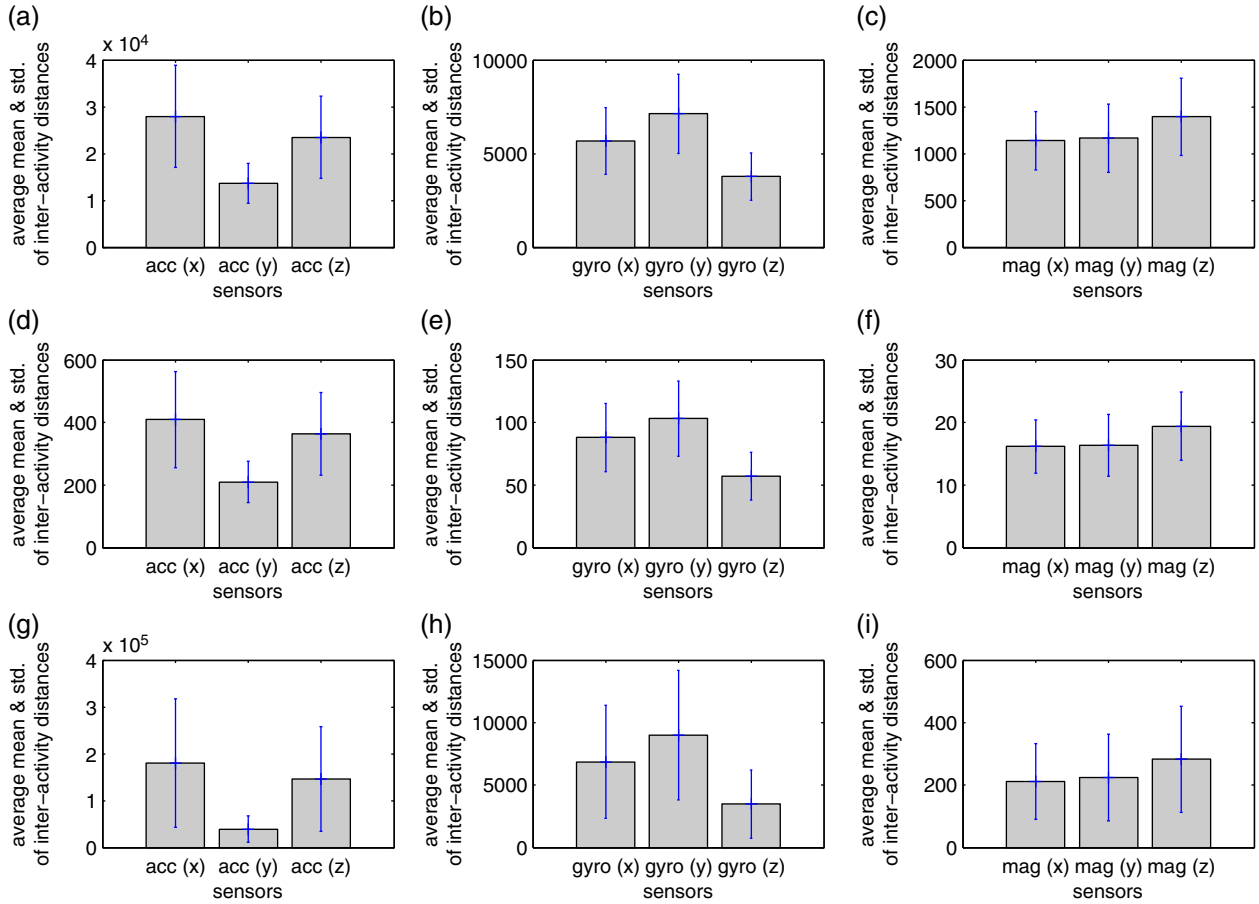 (a)
x 10⁴
average mean & std.
of inter−activity distances
4
3
2
1
0
acc (x) acc (y) acc (z)
sensors
(b)
average mean & std.
of inter−activity distances
10000
5000
0
gyro (x) gyro (y) gyro (z)
sensors
(c)
average mean & std.
of inter−activity distances
2000
1500
1000
500
0
mag (x) mag (y) mag (z)
sensors
(d)
average mean & std.
of inter−activity distances
600
400
200
0
acc (x) acc (y) acc (z)
sensors
(e)
average mean & std.
of inter−activity distances
150
100
50
0
gyro (x) gyro (y) gyro (z)
sensors
(f)
average mean & std.
of inter−activity distances
30
20
10
0
mag (x) mag (y) mag (z)
sensors
(g)
x 10⁵
average mean & std.
of inter−activity distances
4
3
2
1
0
acc (x) acc (y) acc (z)
sensors
(h)
average mean & std.
of inter−activity distances
15000
10000
5000
0
gyro (x) gyro (y) gyro (z)
sensors
(i)
average mean & std.
of inter−activity distances
600
400
200
0
mag (x) mag (y) mag (z)
sensors